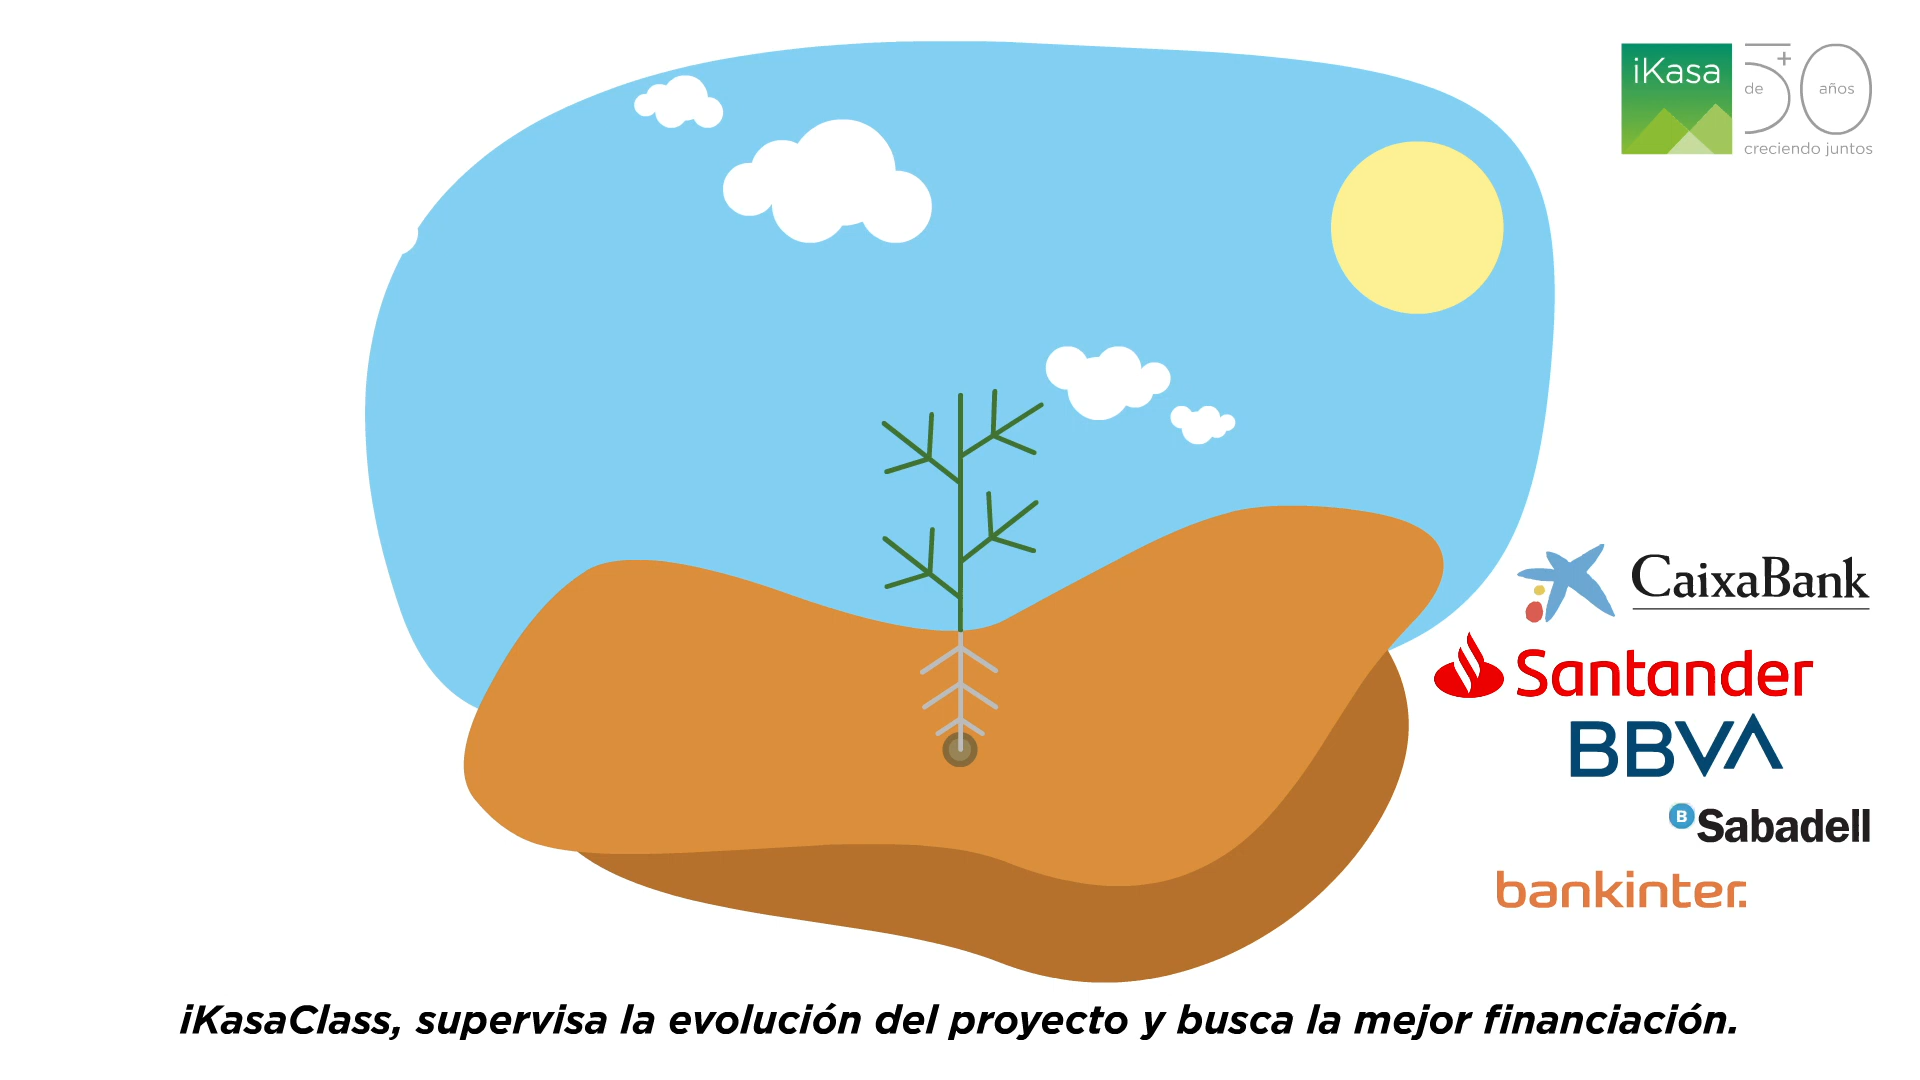 iKasa
50+
de años
creciendo juntos
CaixaBank
Santander
BBVA
B Sabadell
bankinter.
iKasaClass, supervisa la evolución del proyecto y busca la mejor financiación.